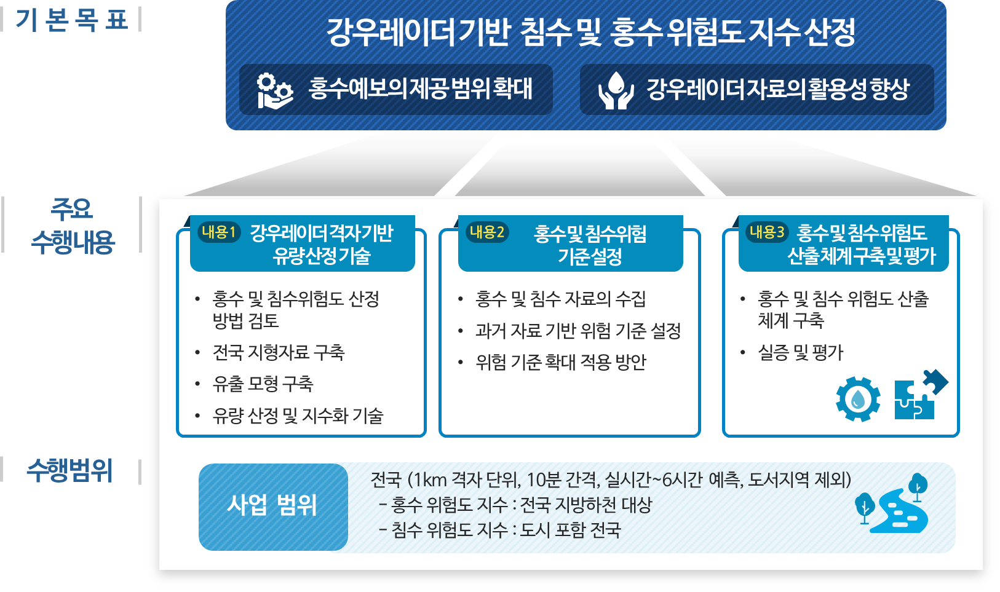 기본목표
강우레이더 기반 침수 및 홍수 위험도 지수 산정
홍수예보의 제공 범위 확대
강우레이더 자료의 활용성 향상
주요
수행내용
내용1
강우레이더 격자 기반
유량 산정 기술
• 홍수 및 침수위험도 산정
방법 검토
• 전국 지형자료 구축
• 유출 모형 구축
• 유량 산정 및 지수화 기술
내용2
홍수 및 침수위험
기준 설정
• 홍수 및 침수 자료의 수집
• 과거 자료 기반 위험 기준 설정
• 위험 기준 확대 적용 방안
내용3
홍수 및 침수 위험도
산출 체계 구축 및 평가
• 홍수 및 침수 위험도 산출
체계 구축
• 실증 및 평가
수행범위
사업 범위
전국 (1km 격자 단위, 10분 간격, 실시간~6시간 예측, 도서지역 제외)
- 홍수 위험도 지수 : 전국 지방하천 대상
- 침수 위험도 지수 : 도시 포함 전국